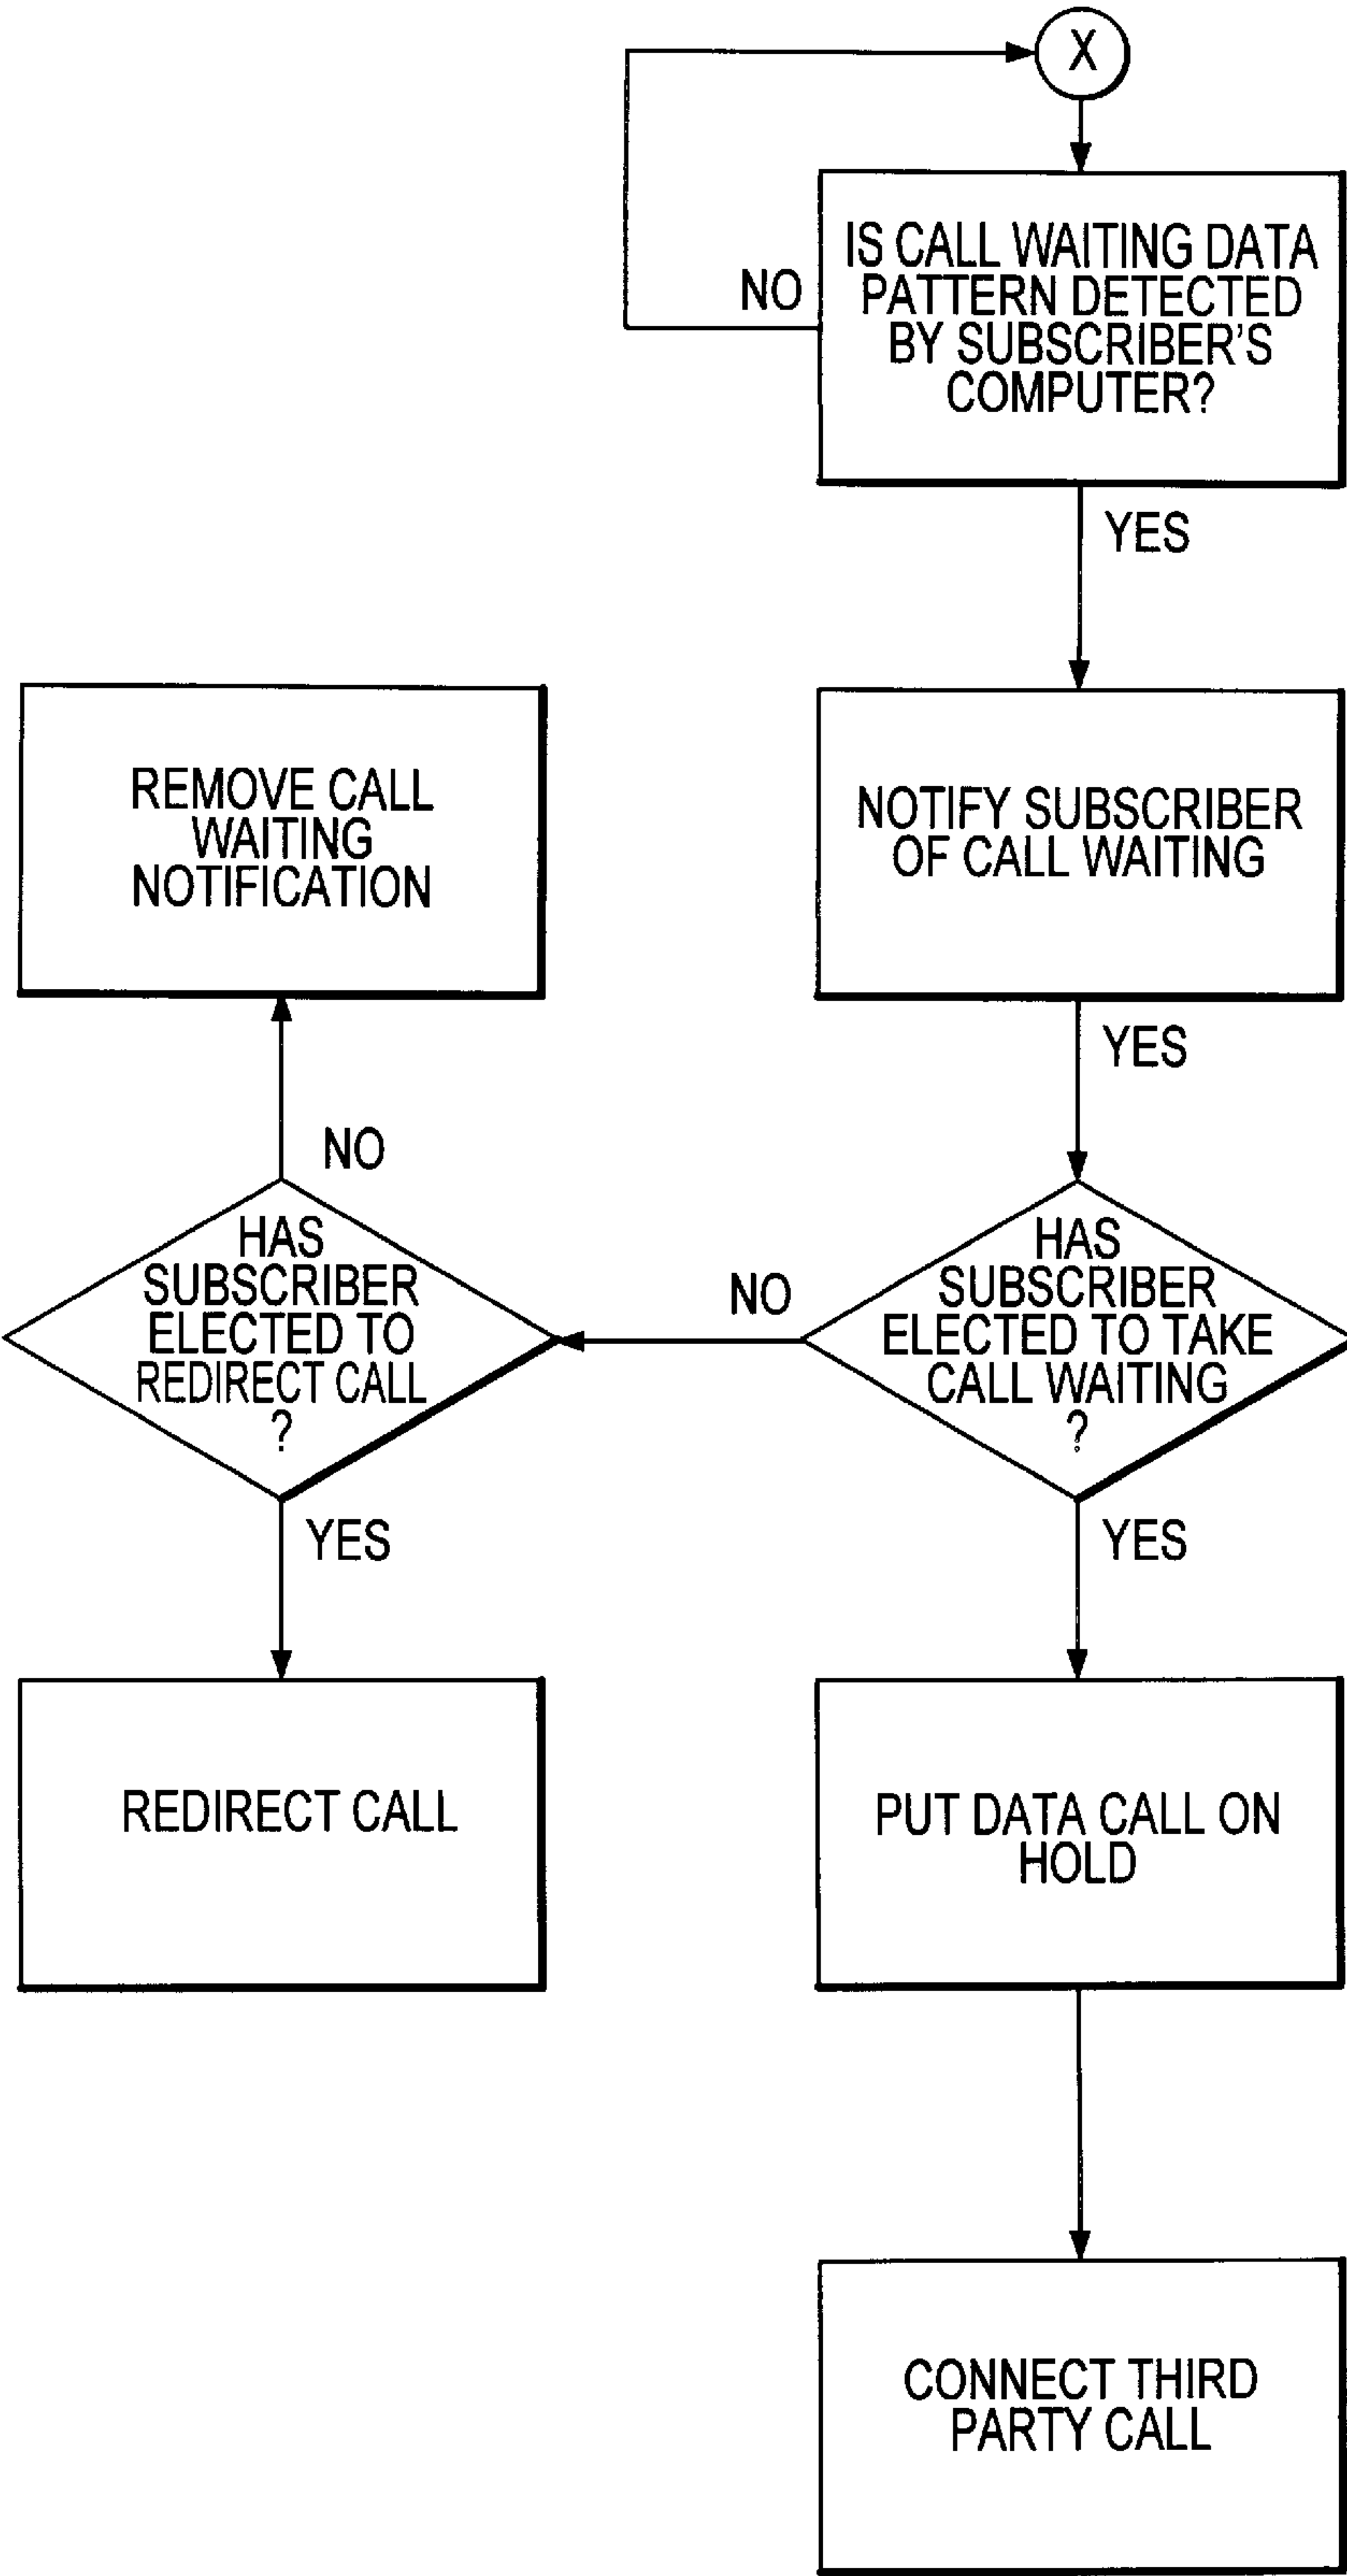 X
IS CALL WAITING DATA
PATTERN DETECTED
BY SUBSCRIBER'S
COMPUTER?
NO
YES
NOTIFY SUBSCRIBER
OF CALL WAITING
YES
REMOVE CALL
WAITING
NOTIFICATION
NO
HAS
SUBSCRIBER
ELECTED TO
REDIRECT CALL
?
NO
HAS
SUBSCRIBER
ELECTED TO TAKE
CALL WAITING
?
YES
YES
REDIRECT CALL
PUT DATA CALL ON
HOLD
CONNECT THIRD
PARTY CALL